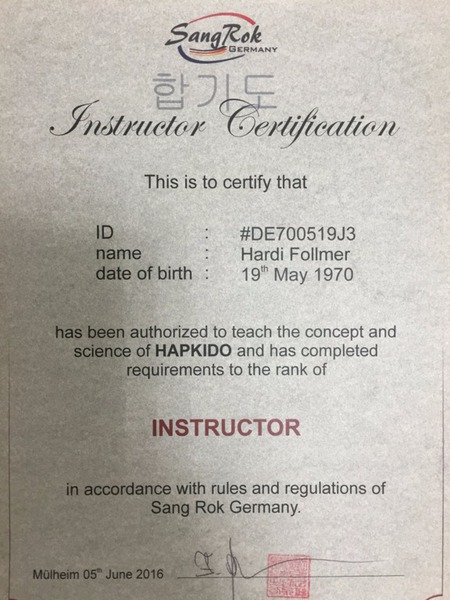 SangRok
GERMANY
합기도
Instructor Certification
This is to certify that
ID : #DE700519J3
name : Hardi Follmer
date of birth : 19th May 1970
has been authorized to teach the concept and
science of HAPKIDO and has completed
requirements to the rank of
INSTRUCTOR
in accordance with rules and regulations of
Sang Rok Germany.
Mülheim 05th June 2016